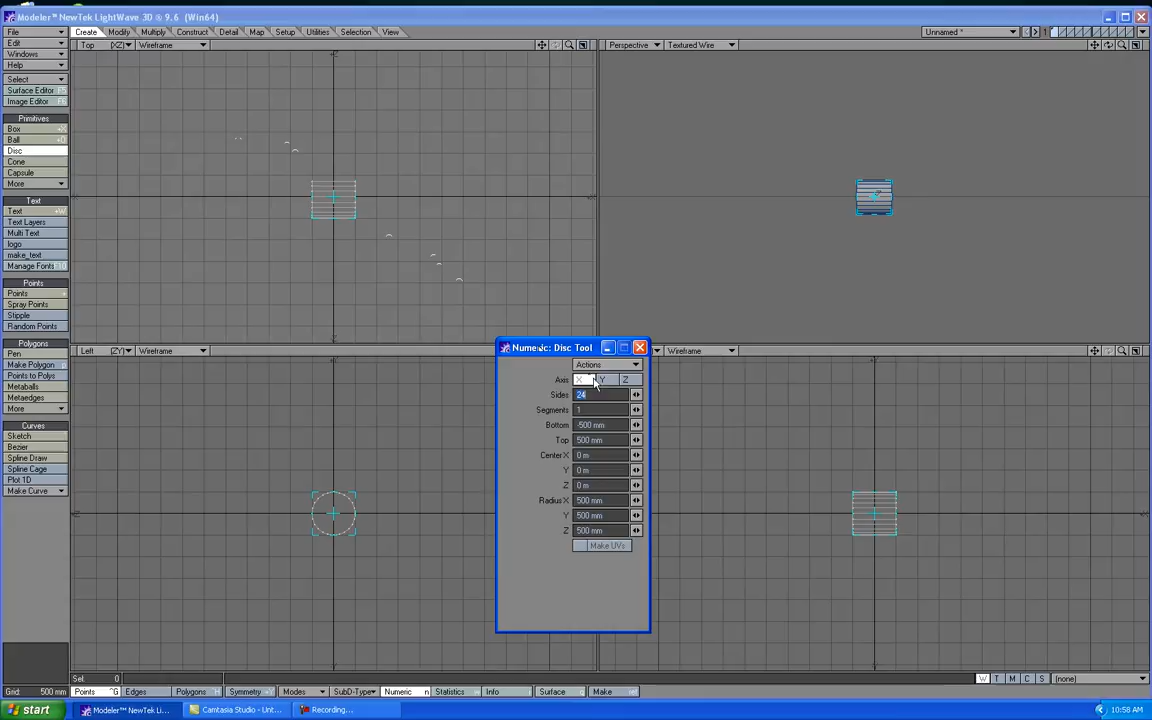 Modeler™ NewTek LightWave 3D ® 9.6 (Win64)
File Create Modify Multiply Construct Detail Map Setup Utilities Selection View Unnamed * 1
Edit Top (XZ) Wireframe Perspective Textured Wire
Windows
Help
Select
Surface Editor F5
Image Editor F6
Primitives
Box +X
Ball +O
Disc
Cone
Capsule
More
Text
Text +W
Text Layers
Multi Text
logo
make_text
Manage Fonts F10
Points
Points +
Spray Points
Stipple
Random Points
Polygons
Pen
Make Polygon p
Points to Polys
Metaballs
Metaedges
More
Curves
Sketch
Bezier
Spline Draw
Spline Cage
Plot 1D
Make Curve
Left (ZY) Wireframe
Wireframe
Numeric: Disc Tool
Actions
Axis X Y Z
Sides 24
Segments 1
Bottom -500 mm
Top 500 mm
Center X 0 m
Y 0 m
Z 0 m
Radius X 500 mm
Y 500 mm
Z 500 mm
Make UVs
Sel: 0
W T M C S (none)
Grid: 500 mm Points ^G Edges Polygons ^H Symmetry +Y Modes SubD-Type Numeric n Statistics w Info i Surface q Make ret
start Modeler™ NewTek Li... Camtasia Studio - Unt... Recording... 10:58 AM